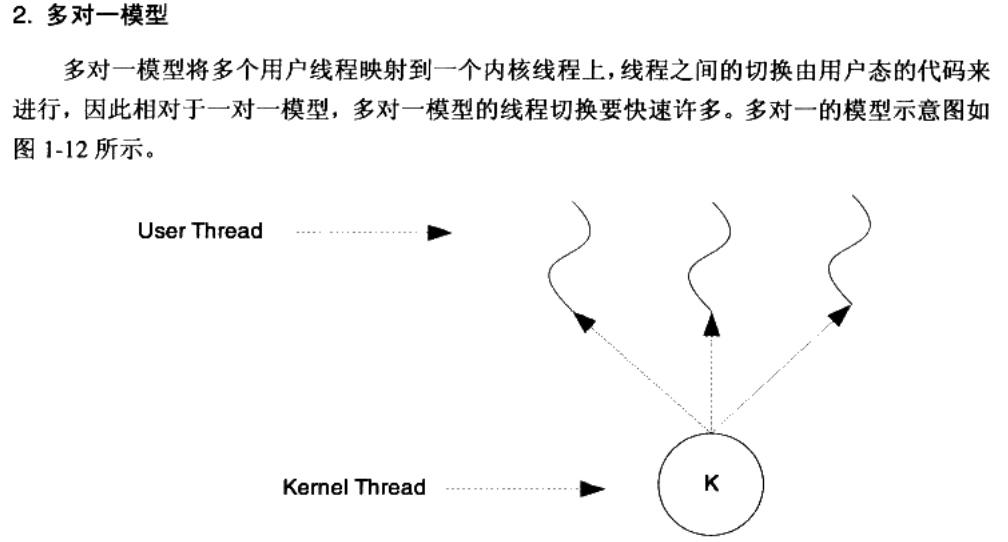 2. 多对一模型
多对一模型将多个用户线程映射到一个内核线程上，线程之间的切换由用户态的代码来
进行，因此相对于一对一模型，多对一模型的线程切换要快速许多。多对一的模型示意图如
图 1-12 所示。
User Thread
Kernel Thread
K